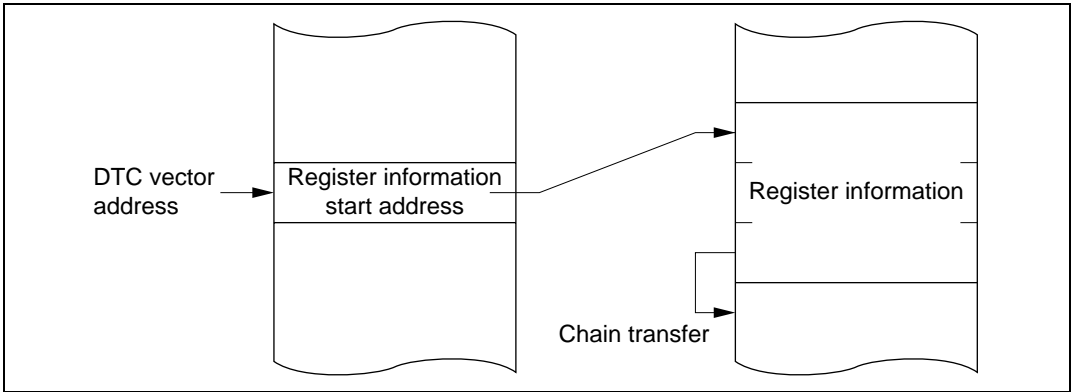 DTC vector
address
Register information
start address
Register information
Chain transfer